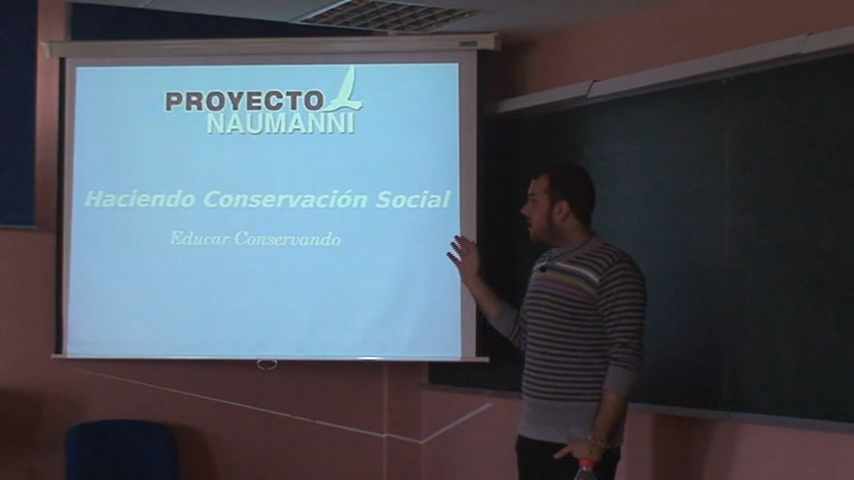 PROYECTO
NAUMANNI
Haciendo Conservación Social
Educar Conservando